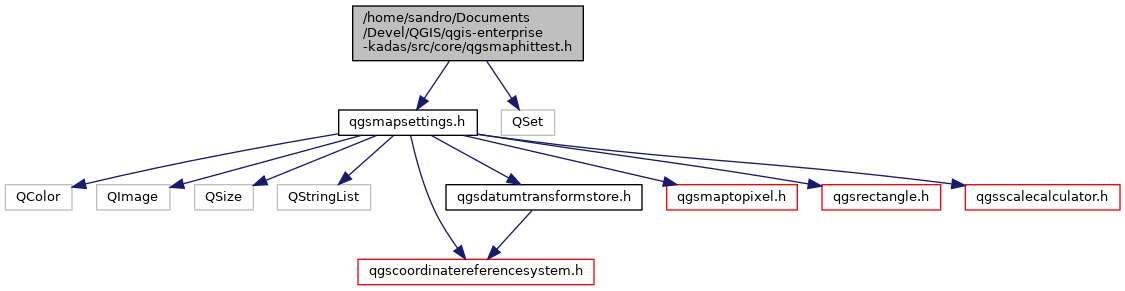 /home/sandro/Documents
/Devel/QGIS/qgis-enterprise
-kadas/src/core/qgsmaphittest.h
qgsmapsettings.h
QSet
QColor
QImage
QSize
QStringList
qgsdatumtransformstore.h
qgsmaptopixel.h
qgsrectangle.h
qgsscalecalculator.h
qgscoordinatereferencesystem.h